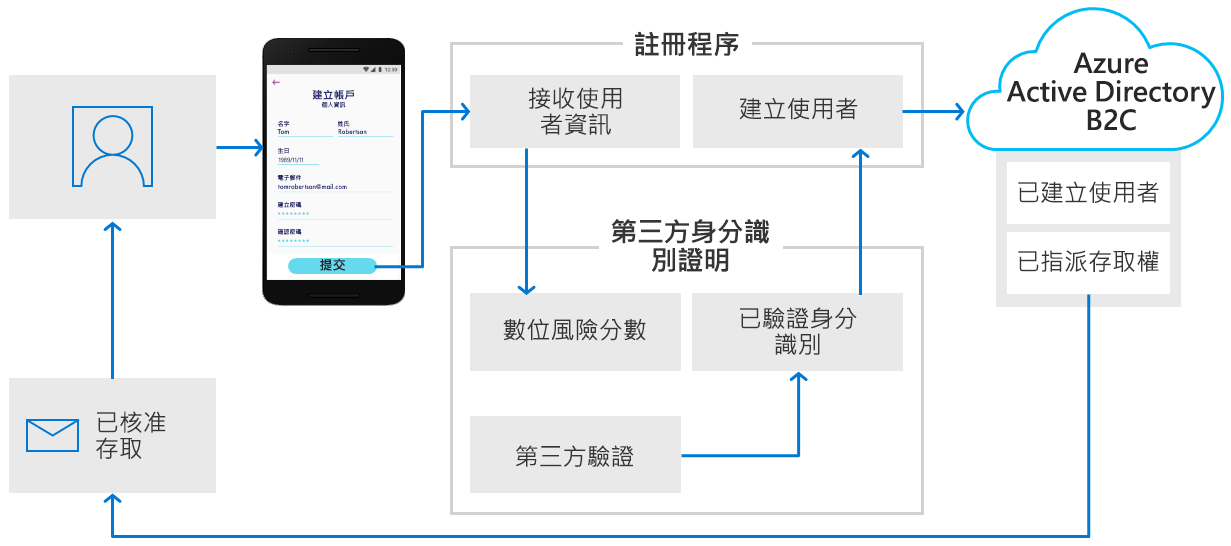 註冊程序
Azure
Active Directory
B2C
12:30
建立帳戶
個人資訊
名字
姓氏
Tom
Robertson
生日
1989/11/11
電子郵件
tomrobertson@mail.com
建立密碼
********
確認密碼
********
提交
接收使用
者資訊
建立使用者
已建立使用者
已指派存取權
第三方身分識
別證明
數位風險分數
已驗證身分
識別
第三方驗證
已核准
存取